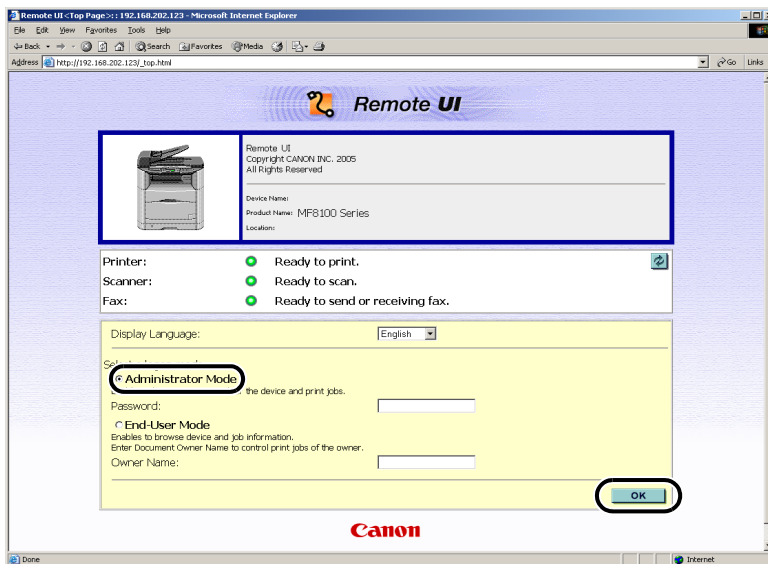 Remote UI<Top Page>: : 192.168.202.123 - Microsoft Internet Explorer
File Edit View Favorites Tools Help
Back Search Favorites Media
Address http://192.168.202.123/_top.html Go Links
Remote UI
Remote UI
Copyright CANON INC. 2005
All Rights Reserved
Device Name:
Product Name: MF8100 Series
Location:
Printer: Ready to print.
Scanner: Ready to scan.
Fax: Ready to send or receiving fax.
Display Language: English
Administrator Mode
the device and print jobs.
Password:
End-User Mode
Enables to browse device and job information.
Enter Document Owner Name to control print jobs of the owner.
Owner Name:
OK
Canon
Done Internet